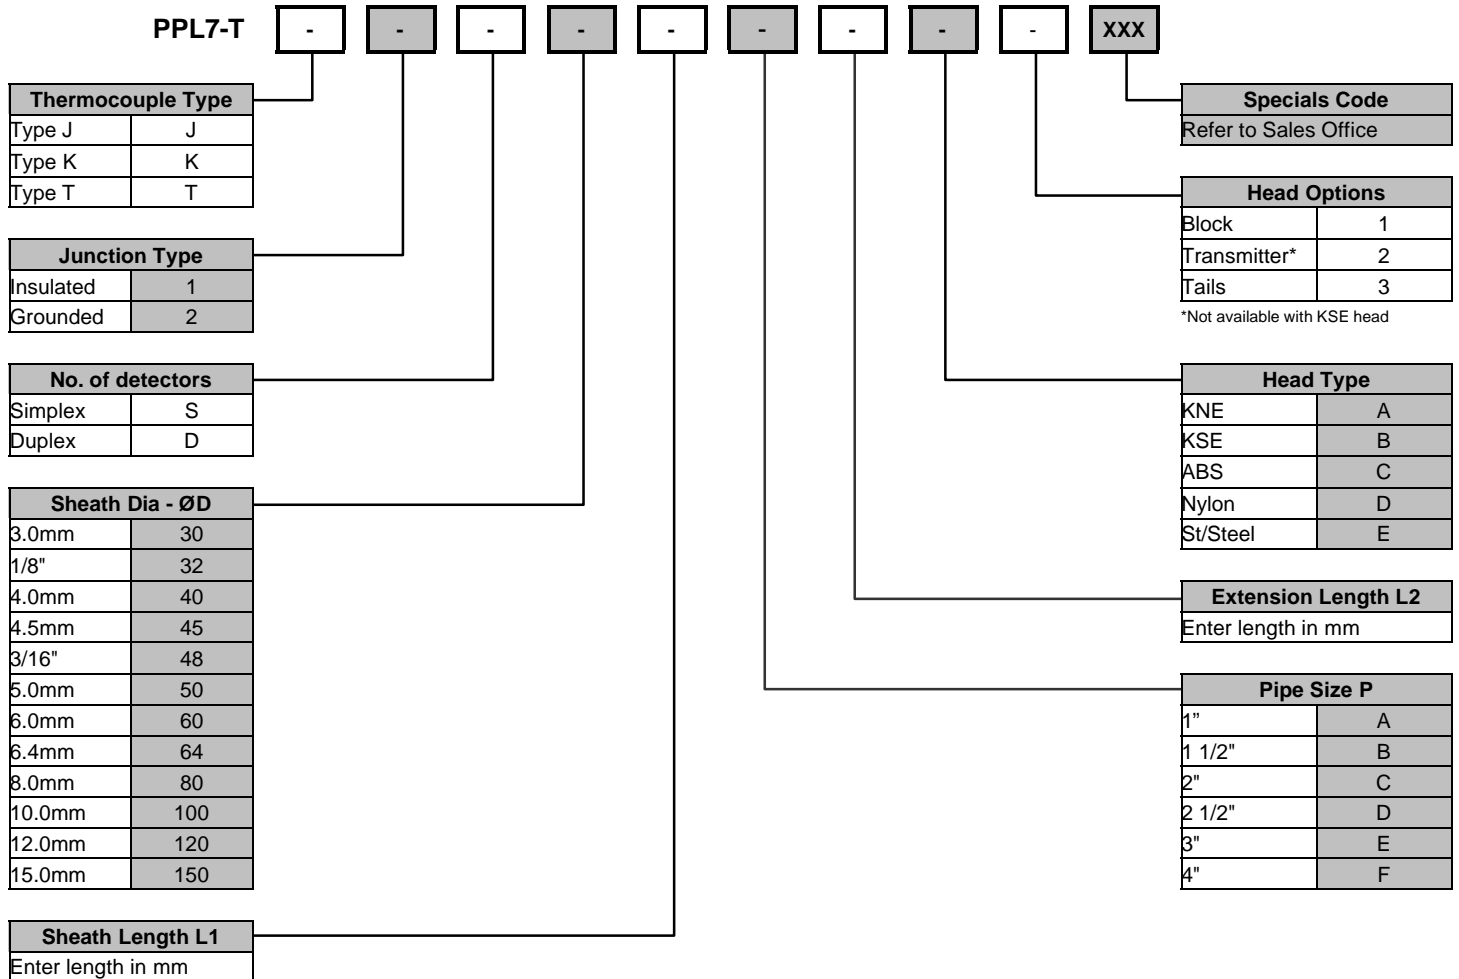 PPL7-T - - - - - - - - - XXX
Thermocouple Type
Type J J
Type K K
Type T T
Junction Type
Insulated 1
Grounded 2
No. of detectors
Simplex S
Duplex D
Sheath Dia - ØD
3.0mm 30
1/8" 32
4.0mm 40
4.5mm 45
3/16" 48
5.0mm 50
6.0mm 60
6.4mm 64
8.0mm 80
10.0mm 100
12.0mm 120
15.0mm 150
Sheath Length L1
Enter length in mm
Specials Code
Refer to Sales Office
Head Options
Block 1
Transmitter* 2
Tails 3
*Not available with KSE head
Head Type
KNE A
KSE B
ABS C
Nylon D
St/Steel E
Extension Length L2
Enter length in mm
Pipe Size P
1” A
1 1/2" B
2" C
2 1/2" D
3" E
4" F